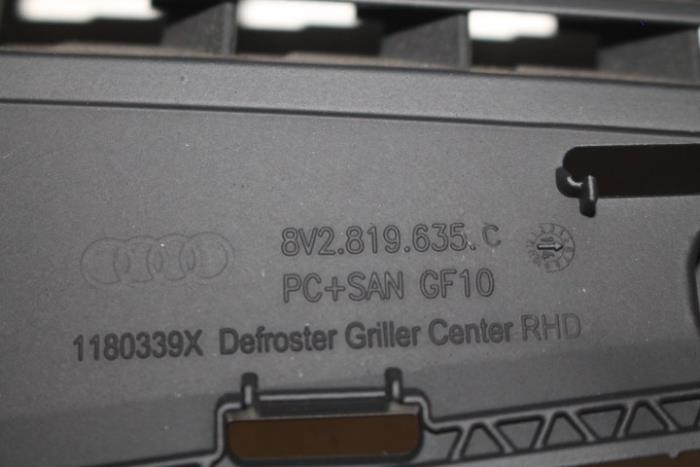 8V2.819.635. C
PC+SAN GF10
1180339X Defroster Griller Center RHD